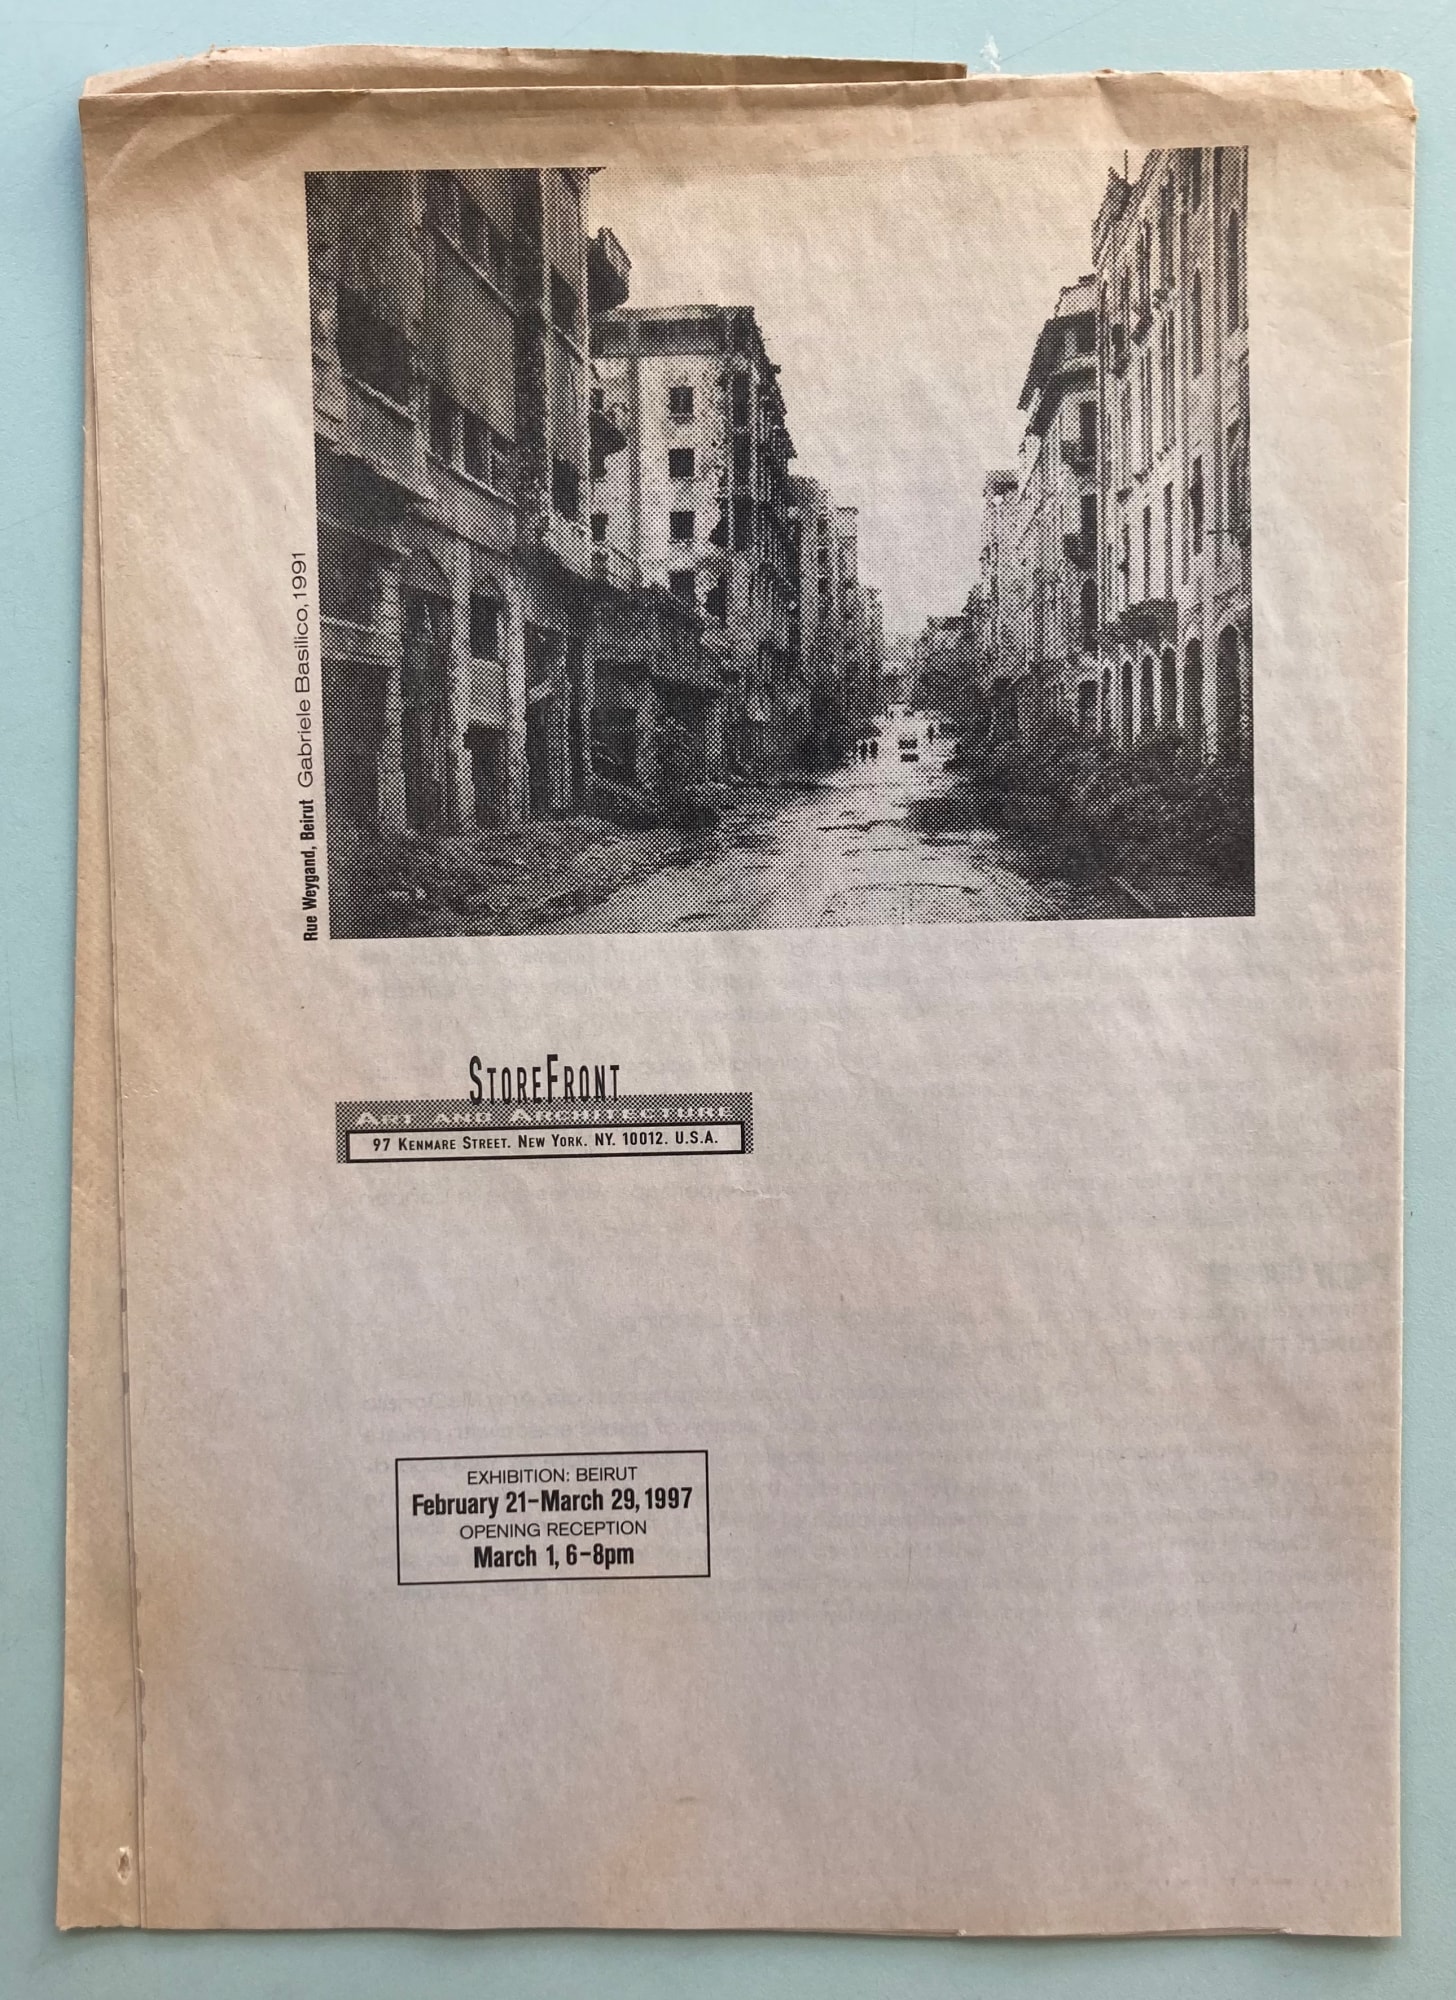 Rue Weygand, Beirut Gabriele Basilico, 1991
STOREFRONT
ART AND ARCHITECTURE
97 KENMARE STREET. NEW YORK. NY. 10012. U.S.A.
EXHIBITION: BEIRUT
February 21–March 29, 1997
OPENING RECEPTION
March 1, 6–8pm